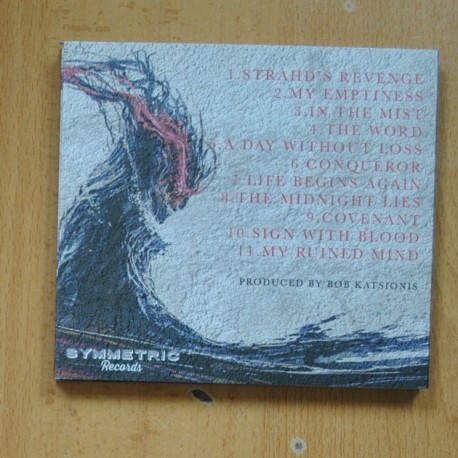 1.STRAHD'S REVENGE
2.MY EMPTINESS
3.IN THE MIST
4.THE WORD
5.A DAY WITHOUT LOSS
6.CONQUEROR
7.LIFE BEGINS AGAIN
8.THE MIDNIGHT LIES
9.COVENANT
10.SIGN WITH BLOOD
11.MY RUINED MIND
PRODUCED BY BOB KATSIONIS
SYMMETRIC
Records